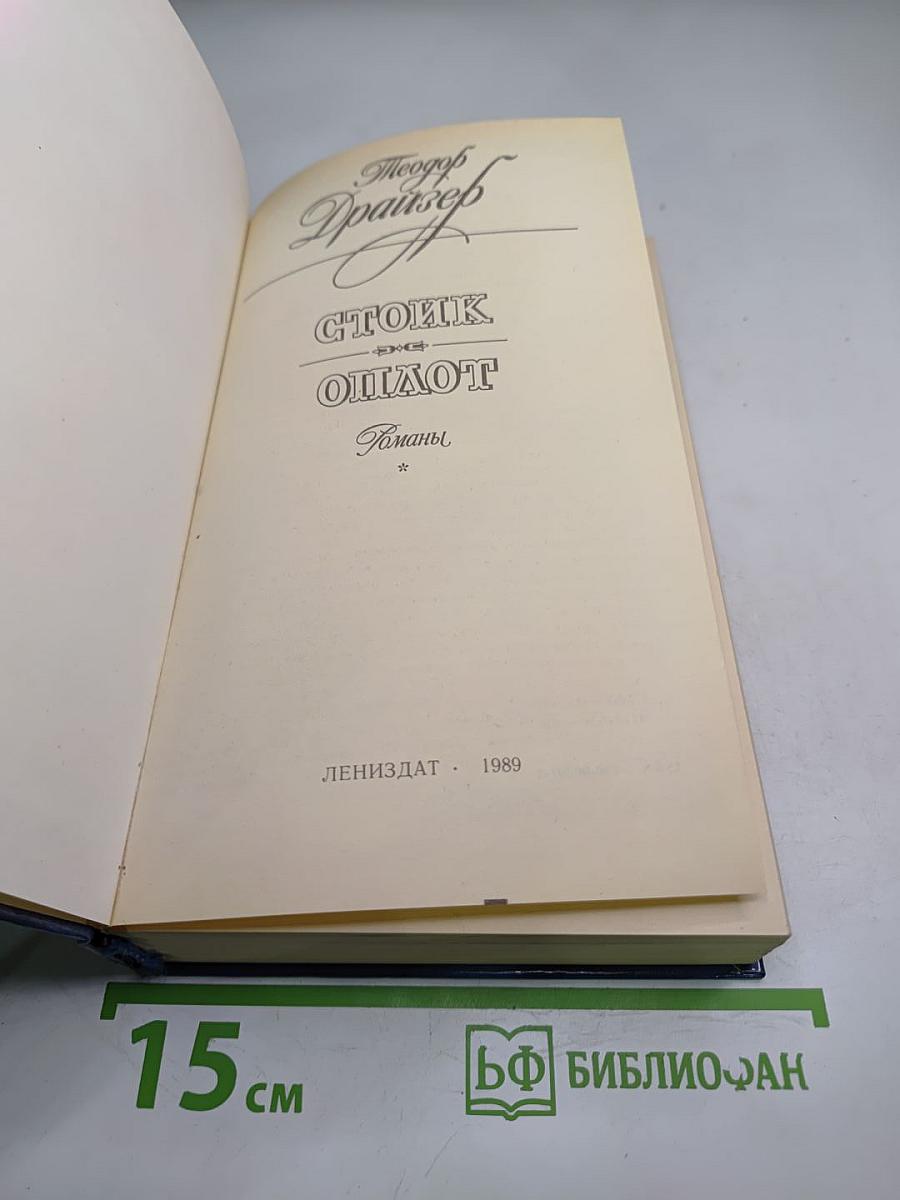 Теодор
Драйзер
СТОИК
ОПЛОТ
Романы
*
ЛЕНИЗДАТ · 1989
15 см
БФ БИБЛИОФАН